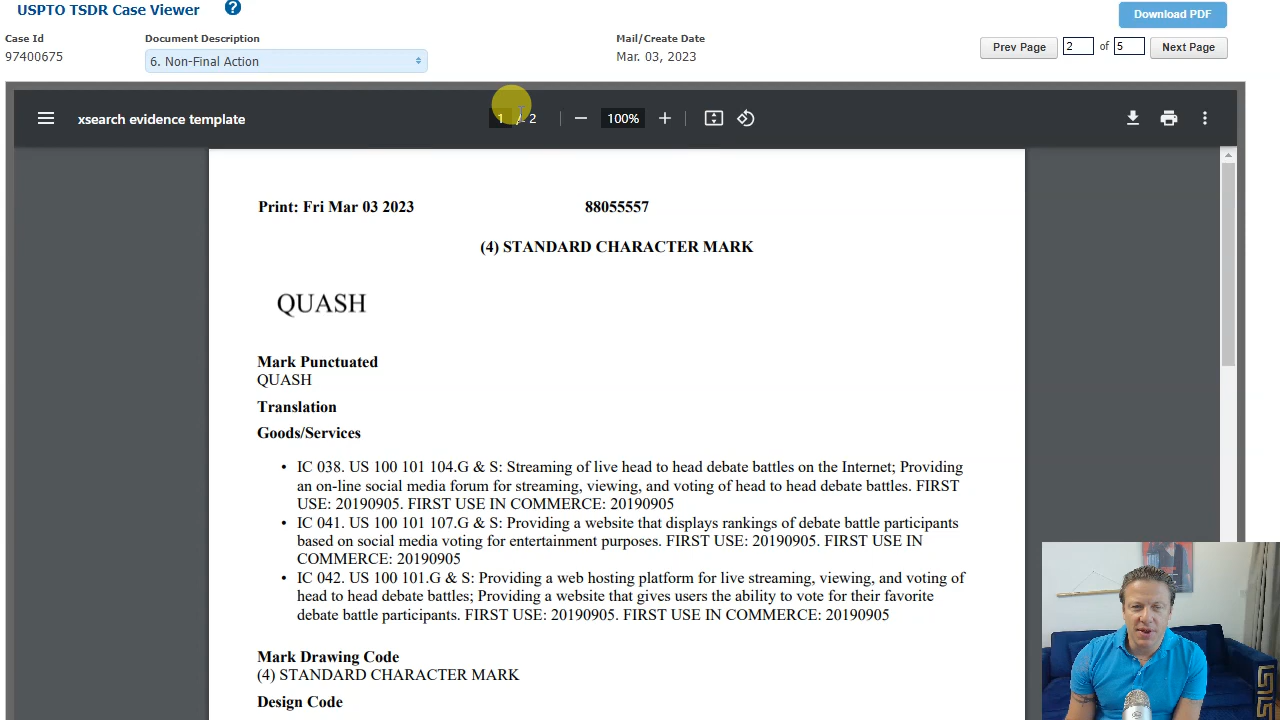 USPTO TSDR Case Viewer ?
Case Id
97400675
Document Description
6. Non-Final Action
Mail/Create Date
Mar. 03, 2023
Download PDF
Prev Page 2 of 5 Next Page
xsearch evidence template
1 / 2
100%
Print: Fri Mar 03 2023 88055557
(4) STANDARD CHARACTER MARK
QUASH
Mark Punctuated
QUASH
Translation
Goods/Services
• IC 038. US 100 101 104.G & S: Streaming of live head to head debate battles on the Internet; Providing
an on-line social media forum for streaming, viewing, and voting of head to head debate battles. FIRST
USE: 20190905. FIRST USE IN COMMERCE: 20190905
• IC 041. US 100 101 107.G & S: Providing a website that displays rankings of debate battle participants
based on social media voting for entertainment purposes. FIRST USE: 20190905. FIRST USE IN
COMMERCE: 20190905
• IC 042. US 100 101.G & S: Providing a web hosting platform for live streaming, viewing, and voting of
head to head debate battles; Providing a website that gives users the ability to vote for their favorite
debate battle participants. FIRST USE: 20190905. FIRST USE IN COMMERCE: 20190905
Mark Drawing Code
(4) STANDARD CHARACTER MARK
Design Code